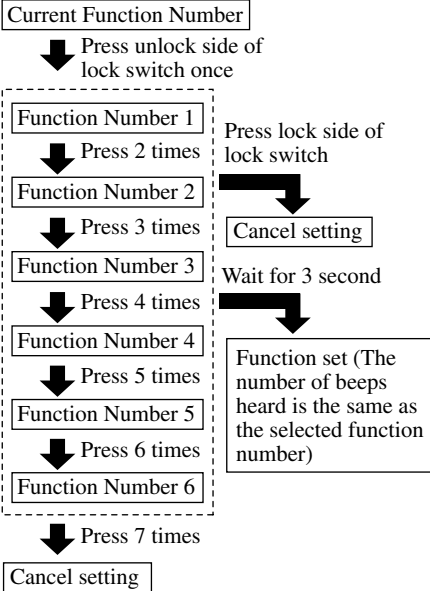 Current Function Number
Press unlock side of
lock switch once
Function Number 1
Press 2 times
Function Number 2
Press 3 times
Function Number 3
Press 4 times
Function Number 4
Press 5 times
Function Number 5
Press 6 times
Function Number 6
Press 7 times
Cancel setting
Press lock side of
lock switch
Cancel setting
Wait for 3 second
Function set (The
number of beeps
heard is the same as
the selected function
number)